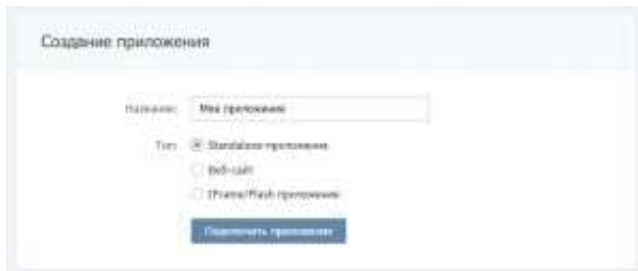 Создание приложения
Название: Мое приложение
Тип: Standalone-приложение
Веб-сайт
IFrame/Flash приложение
Подключить приложение